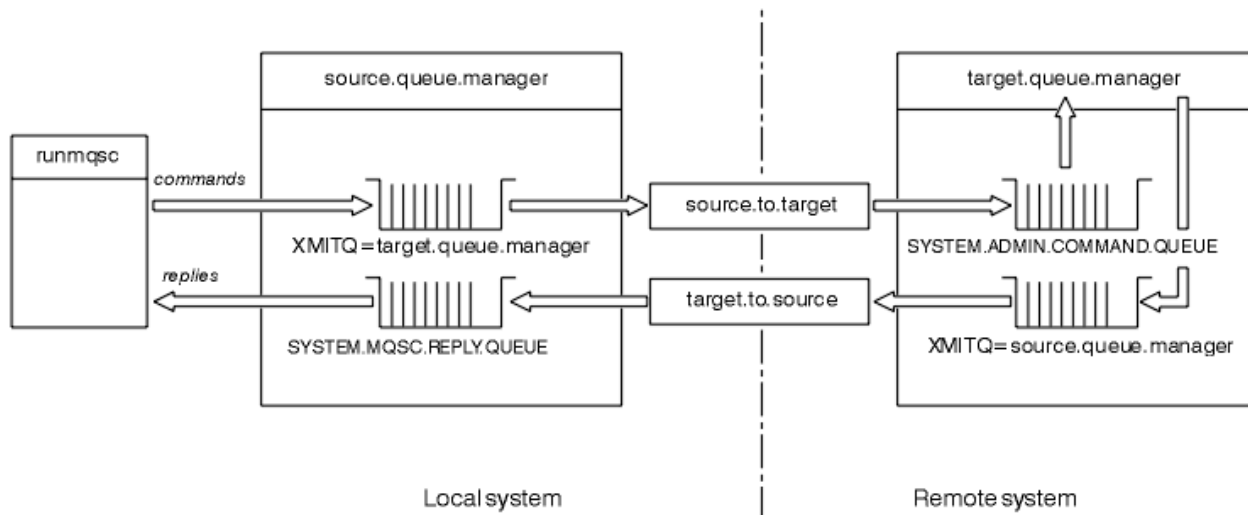 source.queue.manager
target.queue.manager
runmqsc
commands
source.to.target
XMITQ=target.queue.manager
SYSTEM.ADMIN.COMMAND.QUEUE
replies
target.to.source
SYSTEM.MQSC.REPLY.QUEUE
XMITQ=source.queue.manager
Local system
Remote system